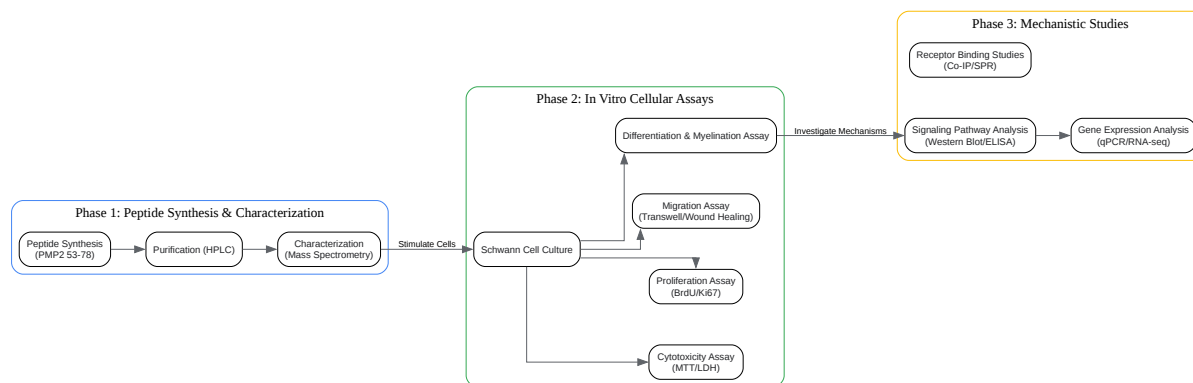 Phase 3: Mechanistic Studies
Receptor Binding Studies
(Co-IP/SPR)
Phase 2: In Vitro Cellular Assays
Differentiation & Myelination Assay
Investigate Mechanisms
Signaling Pathway Analysis
(Western Blot/ELISA)
Gene Expression Analysis
(qPCR/RNA-seq)
Phase 1: Peptide Synthesis & Characterization
Migration Assay
(Transwell/Wound Healing)
Peptide Synthesis
(PMP2 53-78)
Purification (HPLC)
Characterization
(Mass Spectrometry)
Stimulate Cells
Schwann Cell Culture
Proliferation Assay
(BrdU/Ki67)
Cytotoxicity Assay
(MTT/LDH)